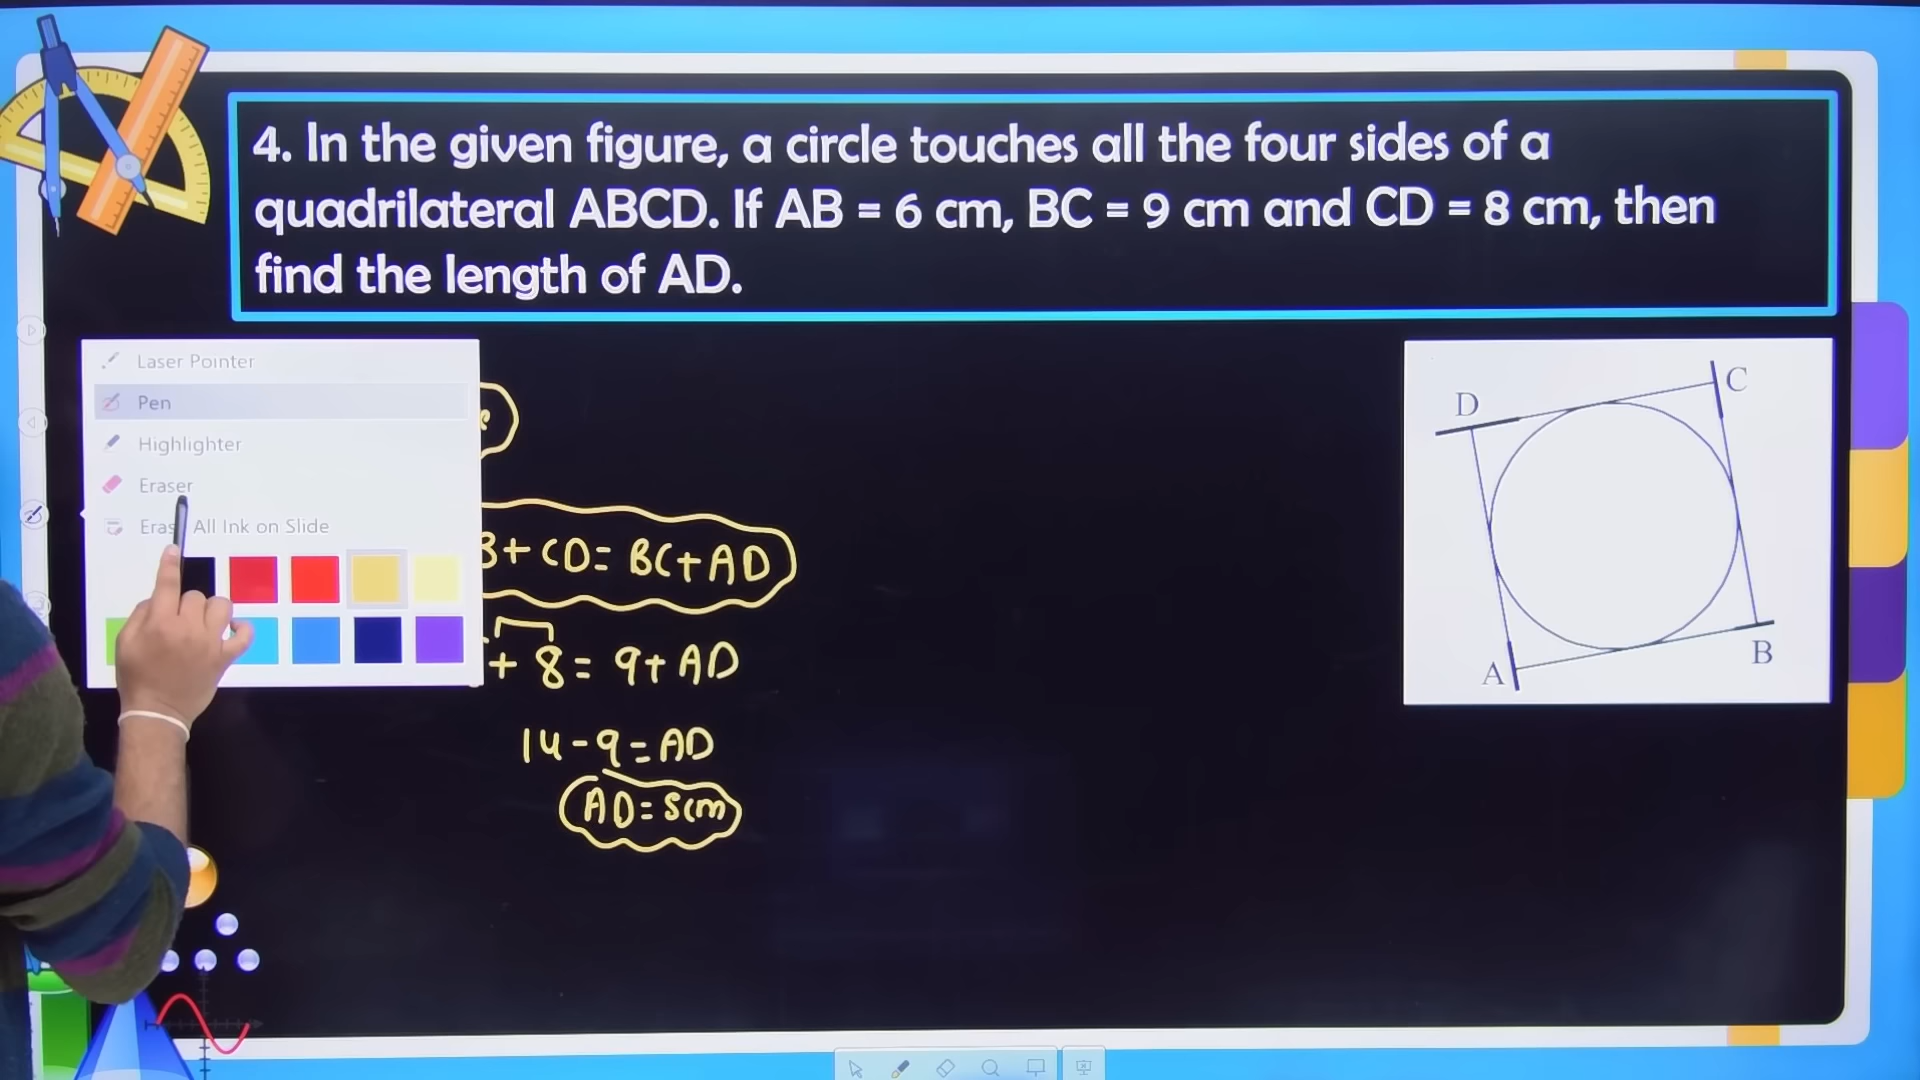 4. In the given figure, a circle touches all the four sides of a
quadrilateral ABCD. If AB = 6 cm, BC = 9 cm and CD = 8 cm, then
find the length of AD.
Laser Pointer
Pen
Highlighter
Eraser
All Ink on Slide
+ CD = BC + AD
+ 8 = 9 + AD
14 - 9 = AD
AD = 5cm
D
C
A
B